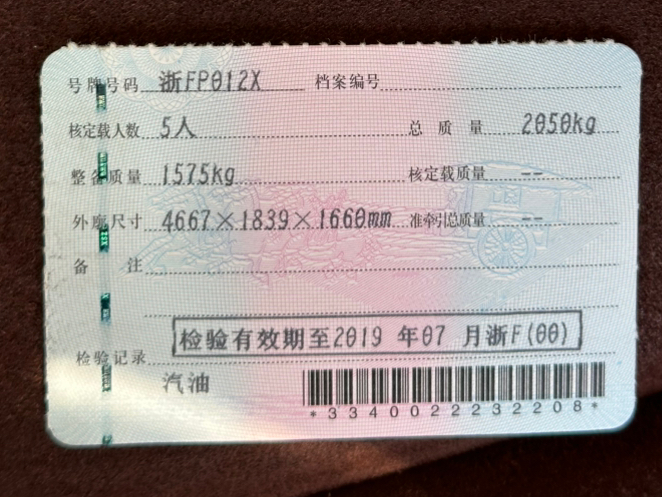 号牌号码 浙FP012X 档案编号
核定载人数 5人 总质量 2050kg
整备质量 1575kg 核定载质量 --
外廓尺寸 4667×1839×1660mm 准牵引总质量 --
备注
检验有效期至2019 年07 月浙F(00)
检验记录
汽油
*3340022232208*